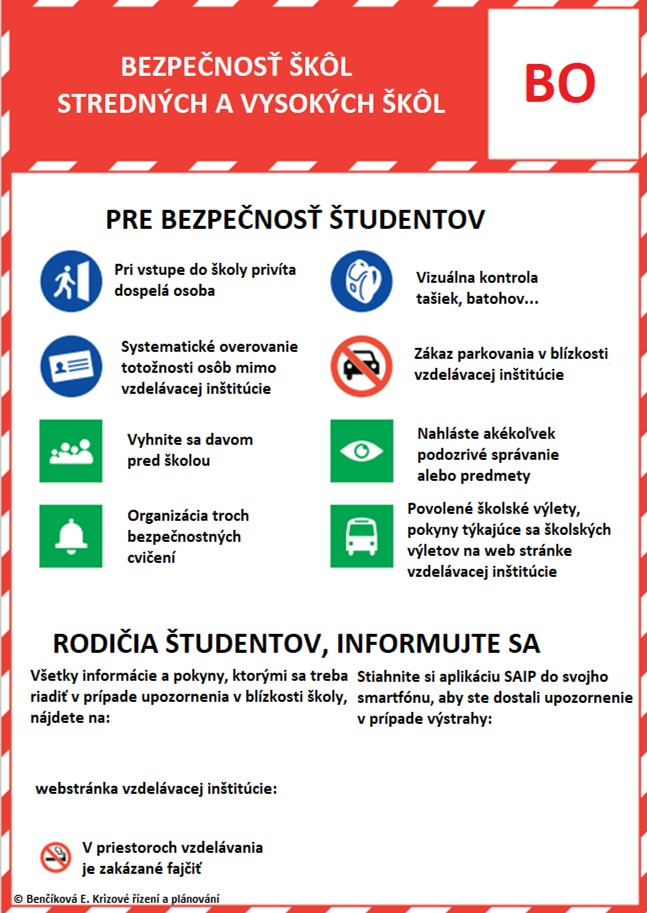 BEZPEČNOSŤ ŠKÔL
STREDNÝCH A VYSOKÝCH ŠKÔL
BO
PRE BEZPEČNOSŤ ŠTUDENTOV
Pri vstupe do školy privíta
dospelá osoba
Vizuálna kontrola
tašiek, batohov...
Systematické overovanie
totožnosti osôb mimo
vzdelávacej inštitúcie
Zákaz parkovania v blízkosti
vzdelávacej inštitúcie
Vyhnite sa davom
pred školou
Nahláste akékoľvek
podozrivé správanie
alebo predmety
Organizácia troch
bezpečnostných
cvičení
Povolené školské výlety,
pokyny týkajúce sa školských
výletov na web stránke
vzdelávacej inštitúcie
RODIČIA ŠTUDENTOV, INFORMUJTE SA
Všetky informácie a pokyny, ktorými sa treba
riadiť v prípade upozornenia v blízkosti školy,
nájdete na:
Stiahnite si aplikáciu SAIP do svojho
smartfónu, aby ste dostali upozornenie
v prípade výstrahy:
webstránka vzdelávacej inštitúcie:
V priestoroch vzdelávania
je zakázané fajčiť
© Benčíková E. Krizové řízení a plánování